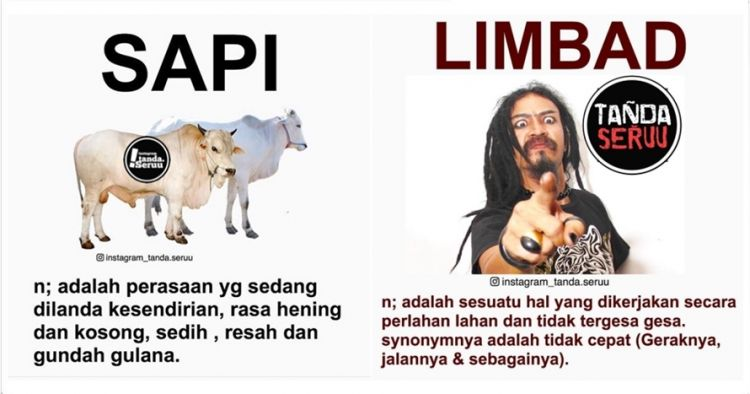 SAPI
Instagram
!tanda.
Seruu
instagram_tanda.seruu
n; adalah perasaan yg sedang
dilanda kesendirian, rasa hening
dan kosong, sedih , resah dan
gundah gulana.
LIMBAD
TAÑDA
SERUU
instagram_tanda.seruu
n; adalah sesuatu hal yang dikerjakan secara
perlahan lahan dan tidak tergesa gesa.
synonymnya adalah tidak cepat (Geraknya,
jalannya & sebagainya).